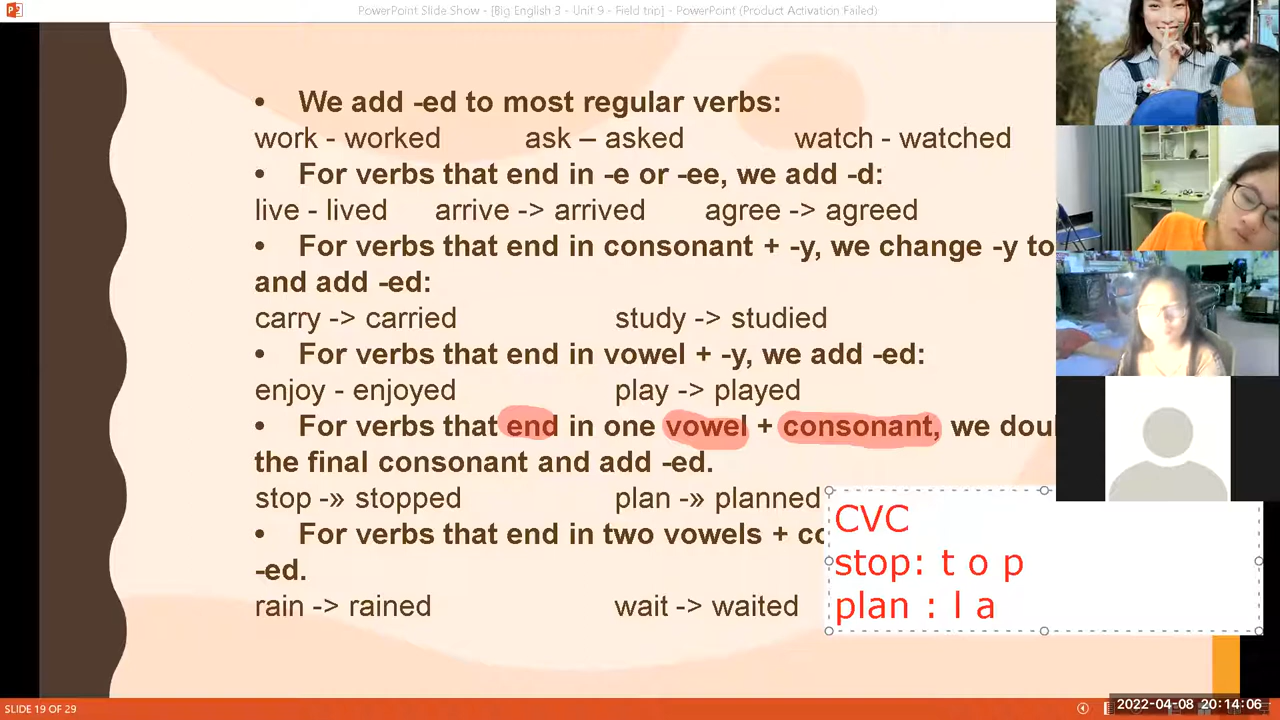 PowerPoint Slide Show - [Big English 3 - Unit 9 - Field trip] - PowerPoint (Product Activation Failed)
• We add -ed to most regular verbs:
work - worked ask – asked watch - watched
• For verbs that end in -e or -ee, we add -d:
live - lived arrive -> arrived agree -> agreed
• For verbs that end in consonant + -y, we change -y to
and add -ed:
carry -> carried study -> studied
• For verbs that end in vowel + -y, we add -ed:
enjoy - enjoyed play -> played
• For verbs that end in one vowel + consonant, we
the final consonant and add -ed.
stop -» stopped plan -» planned
• For verbs that end in two vowels +
-ed.
rain -> rained wait -> waited
CVC
stop: t o p
plan : l a
SLIDE 19 OF 29
2022-04-08 20:14:06